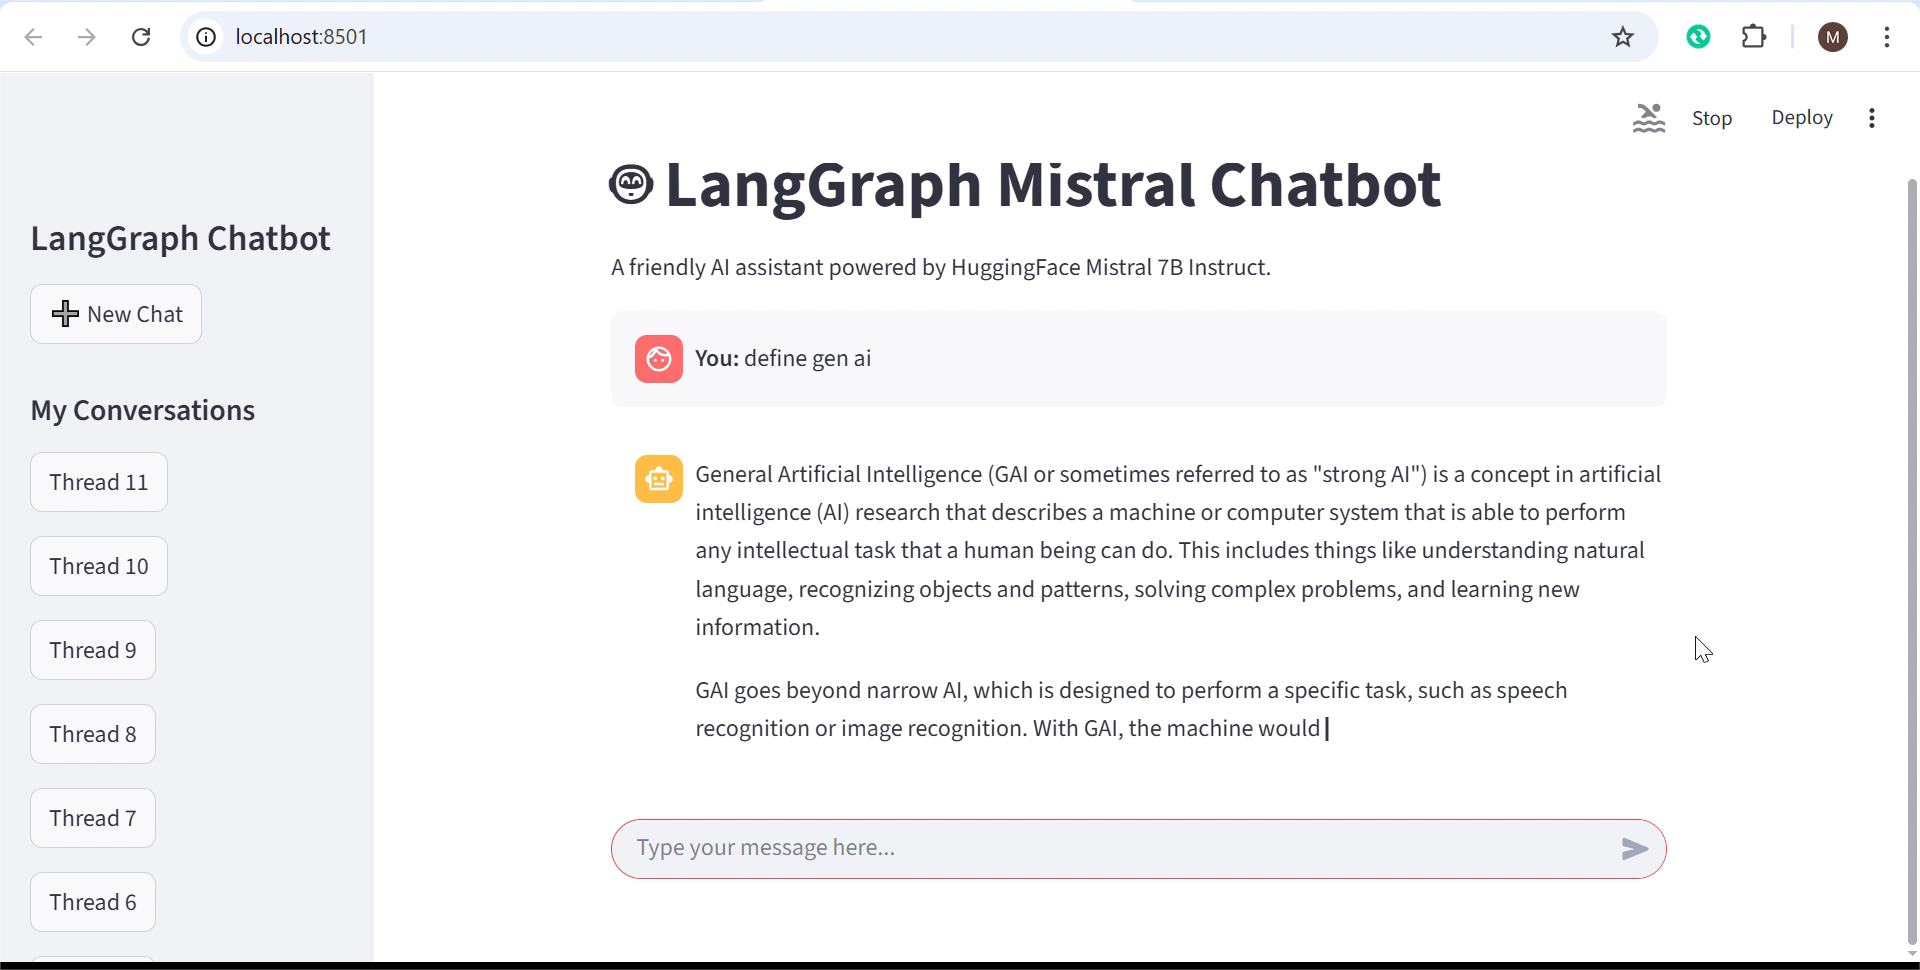 localhost:8501
M
Stop
Deploy
LangGraph Chatbot
New Chat
My Conversations
Thread 11
Thread 10
Thread 9
Thread 8
Thread 7
Thread 6
LangGraph Mistral Chatbot
A friendly AI assistant powered by HuggingFace Mistral 7B Instruct.
You: define gen ai
General Artificial Intelligence (GAI or sometimes referred to as "strong AI") is a concept in artificial
intelligence (AI) research that describes a machine or computer system that is able to perform
any intellectual task that a human being can do. This includes things like understanding natural
language, recognizing objects and patterns, solving complex problems, and learning new
information.
GAI goes beyond narrow AI, which is designed to perform a specific task, such as speech
recognition or image recognition. With GAI, the machine would
Type your message here...